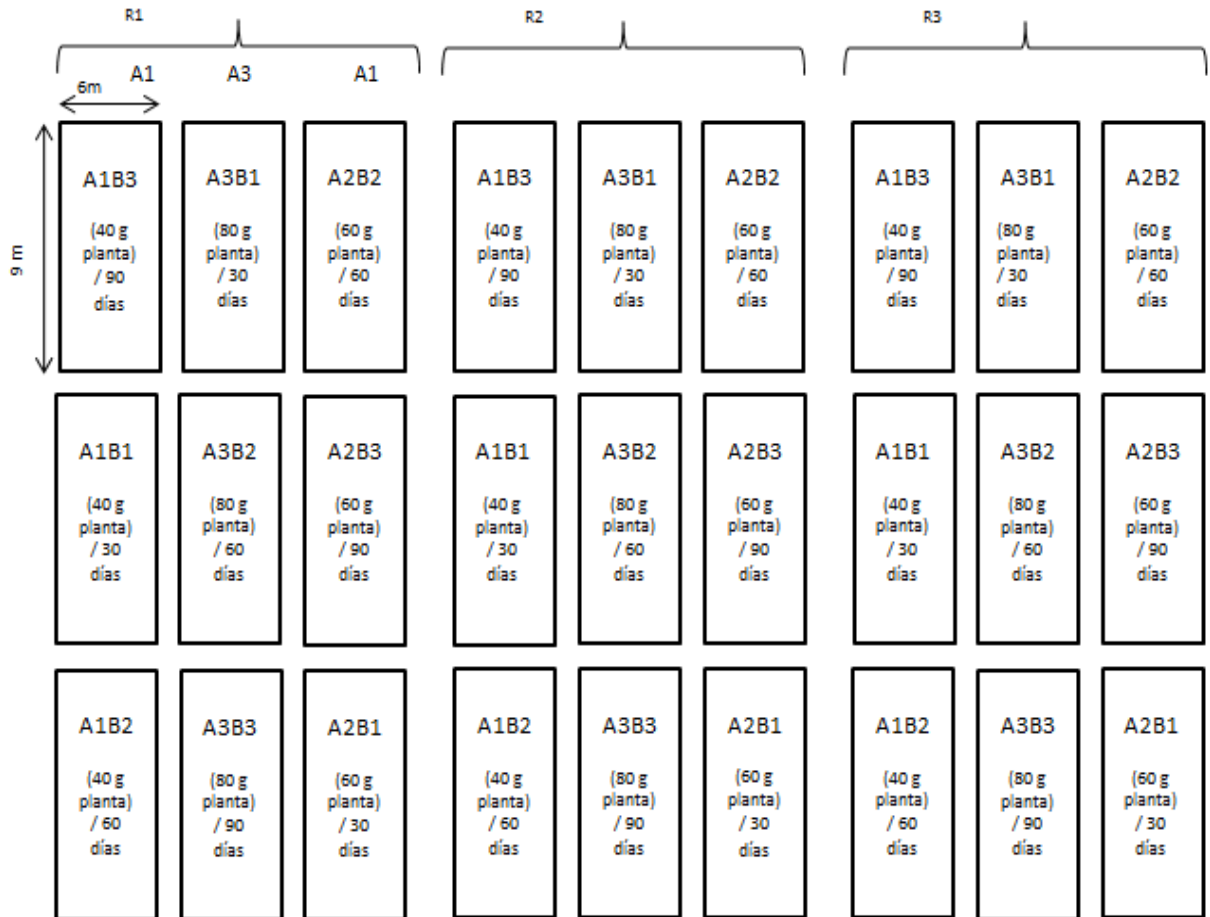 R1
R2
R3
A1
A3
A1
6m
9 m
A1B3
(40 g
planta)
/ 90
días
A3B1
(80 g
planta)
/ 30
días
A2B2
(60 g
planta)
/ 60
días
A1B3
(40 g
planta)
/ 90
días
A3B1
(80 g
planta)
/ 30
días
A2B2
(60 g
planta)
/ 60
días
A1B3
(40 g
planta)
/ 90
días
A3B1
(80 g
planta)
/ 30
días
A2B2
(60 g
planta)
/ 60
días
A1B1
(40 g
planta)
/ 30
días
A3B2
(80 g
planta)
/ 60
días
A2B3
(60 g
planta)
/ 90
días
A1B1
(40 g
planta)
/ 30
días
A3B2
(80 g
planta)
/ 60
días
A2B3
(60 g
planta)
/ 90
días
A1B1
(40 g
planta)
/ 30
días
A3B2
(80 g
planta)
/ 60
días
A2B3
(60 g
planta)
/ 90
días
A1B2
(40 g
planta)
/ 60
días
A3B3
(80 g
planta)
/ 90
días
A2B1
(60 g
planta)
/ 30
días
A1B2
(40 g
planta)
/ 60
días
A3B3
(80 g
planta)
/ 90
días
A2B1
(60 g
planta)
/ 30
días
A1B2
(40 g
planta)
/ 60
días
A3B3
(80 g
planta)
/ 90
días
A2B1
(60 g
planta)
/ 30
días